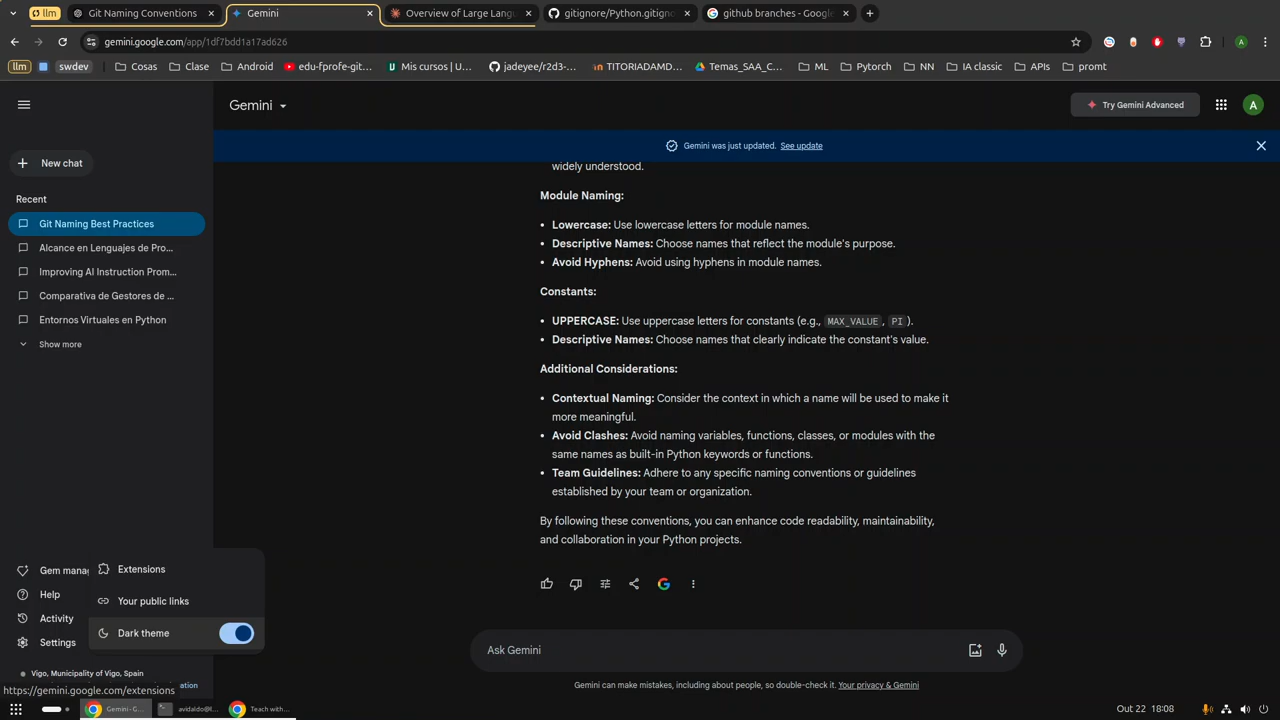 llm
Git Naming Conventions
Gemini
Overview of Large Langu
gitignore/Python.gitigno
github branches - Google
gemini.google.com/app/1df7bdd1a17ad626
llm
swdev
Cosas
Clase
Android
edu-fprofe-git-...
Mis cursos | U...
jadeyee/r2d3-...
TITORIADAMD...
Temas_SAA_C...
ML
Pytorch
NN
IA classic
APIs
promt
Gemini
Try Gemini Advanced
A
Gemini was just updated. See update
New chat
Recent
Git Naming Best Practices
Alcance en Lenguajes de Pro...
Improving AI Instruction Prom...
Comparativa de Gestores de ...
Entornos Virtuales en Python
Show more
widely understood.
Module Naming:
• Lowercase: Use lowercase letters for module names.
• Descriptive Names: Choose names that reflect the module's purpose.
• Avoid Hyphens: Avoid using hyphens in module names.
Constants:
• UPPERCASE: Use uppercase letters for constants (e.g., MAX_VALUE, PI).
• Descriptive Names: Choose names that clearly indicate the constant's value.
Additional Considerations:
• Contextual Naming: Consider the context in which a name will be used to make it
more meaningful.
• Avoid Clashes: Avoid naming variables, functions, classes, or modules with the
same names as built-in Python keywords or functions.
• Team Guidelines: Adhere to any specific naming conventions or guidelines
established by your team or organization.
By following these conventions, you can enhance code readability, maintainability,
and collaboration in your Python projects.
Gem mana
Help
Activity
Settings
Extensions
Your public links
Dark theme
Vigo, Municipality of Vigo, Spain
ation
https://gemini.google.com/extensions
Ask Gemini
Gemini can make mistakes, including about people, so double-check it. Your privacy & Gemini
Gemini - G...
avidaldo@l...
Teach with...
Oct 22 18:08